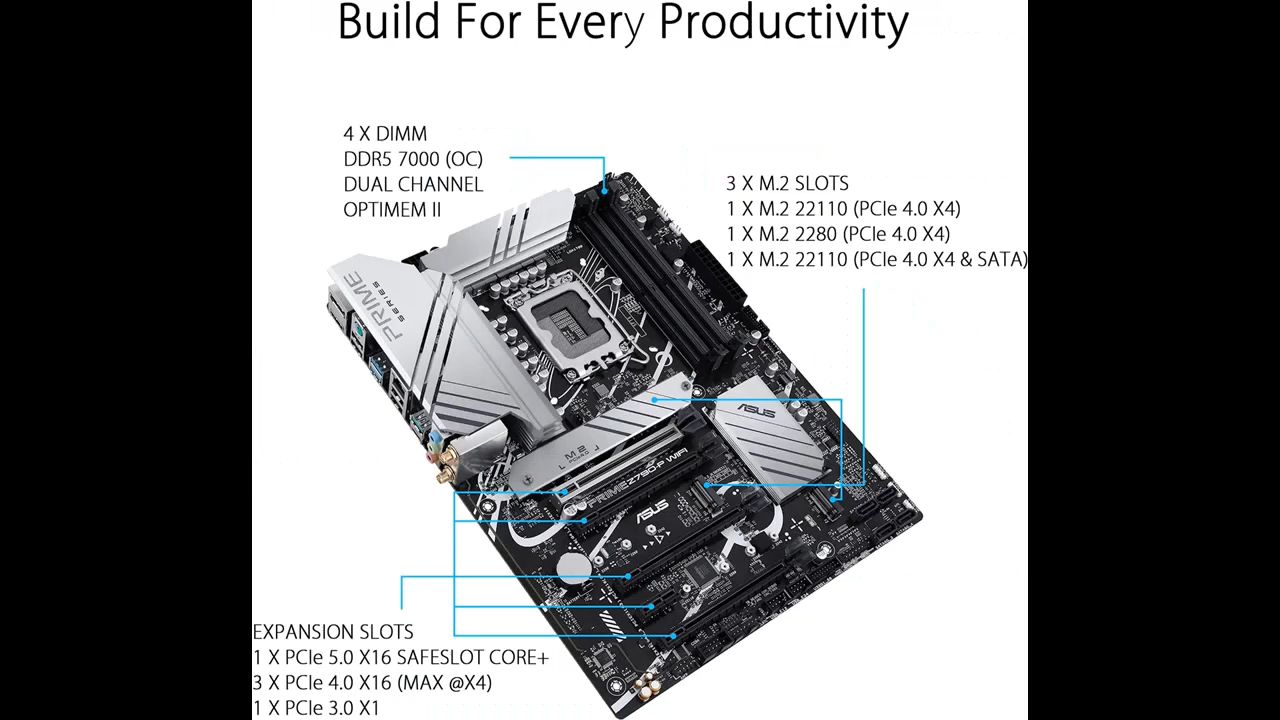 Build For Every Productivity
4 X DIMM
DDR5 7000 (OC)
DUAL CHANNEL
OPTIMEM II
3 X M.2 SLOTS
1 X M.2 22110 (PCIe 4.0 X4)
1 X M.2 2280 (PCIe 4.0 X4)
1 X M.2 22110 (PCIe 4.0 X4 & SATA)
PRIME
SERIES
ASUS
M.2
PRIME Z790-P WIFI
ASUS
EXPANSION SLOTS
1 X PCIe 5.0 X16 SAFESLOT CORE+
3 X PCIe 4.0 X16 (MAX @X4)
1 X PCIe 3.0 X1